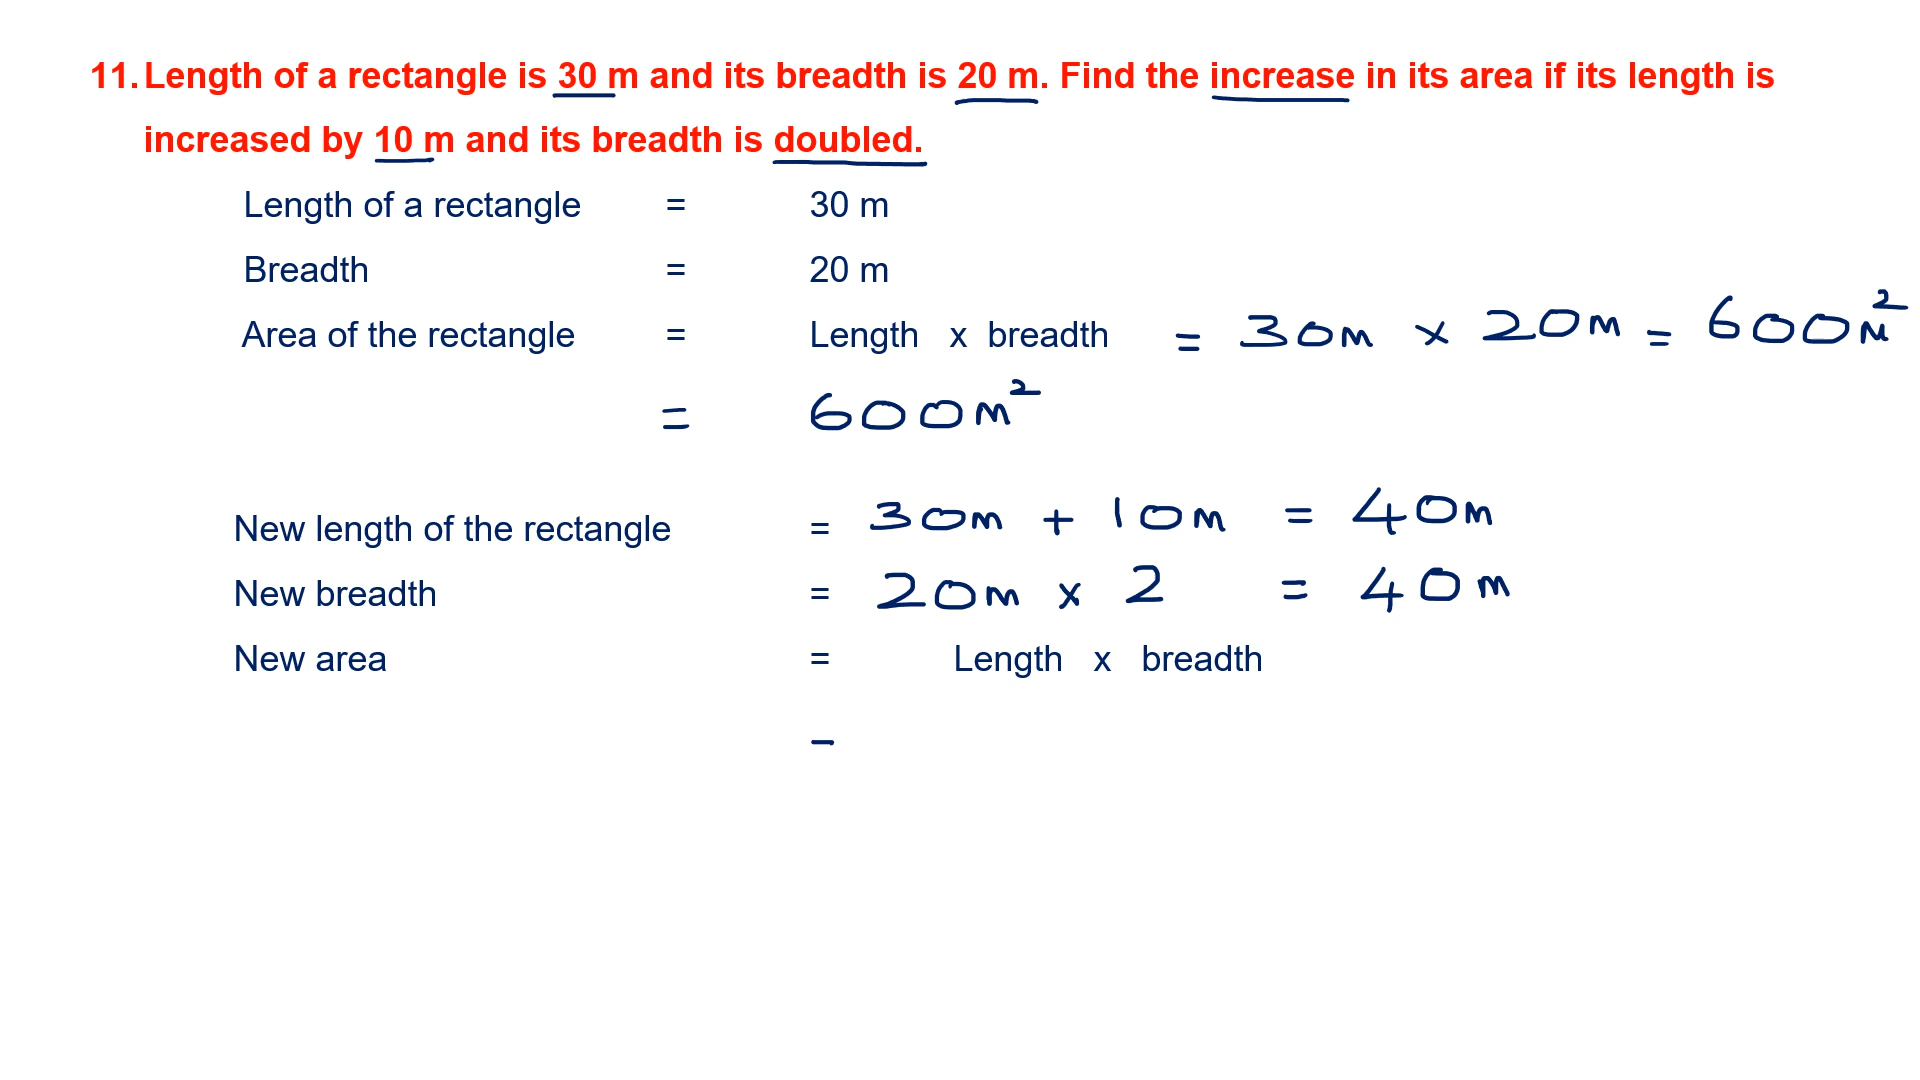 11. Length of a rectangle is 30 m and its breadth is 20 m. Find the increase in its area if its length is
increased by 10 m and its breadth is doubled.
Length of a rectangle = 30 m
Breadth = 20 m
Area of the rectangle = Length x breadth = 30m x 20m = 600m²
= 600m²
New length of the rectangle = 30m + 10m = 40m
New breadth = 20m x 2 = 40m
New area = Length x breadth
-